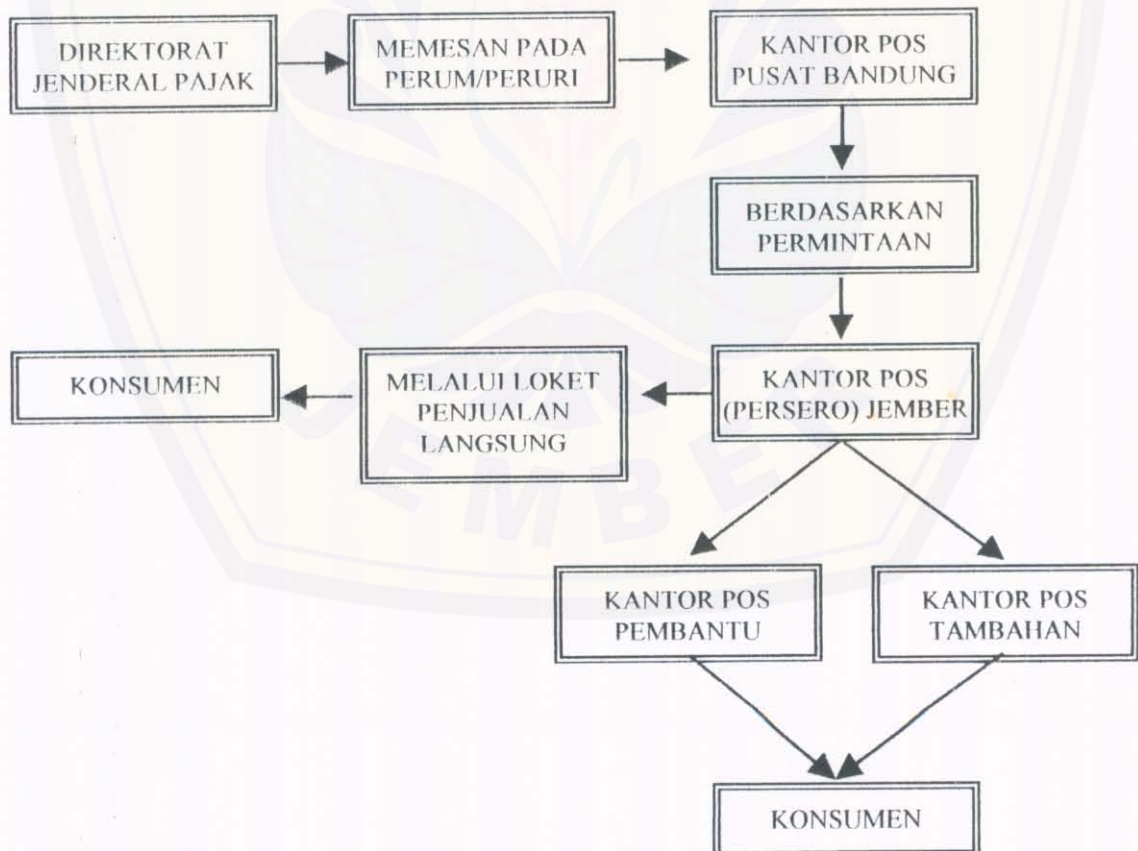 DIREKTORAT
JENDERAL PAJAK
MEMESAN PADA
PERUM/PERURI
KANTOR POS
PUSAT BANDUNG
BERDASARKAN
PERMINTAAN
KONSUMEN
MELALUI LOKET
PENJUALAN
LANGSUNG
KANTOR POS
(PERSERO) JEMBER
JEMBER
KANTOR POS
PEMBANTU
KANTOR POS
TAMBAHAN
KONSUMEN